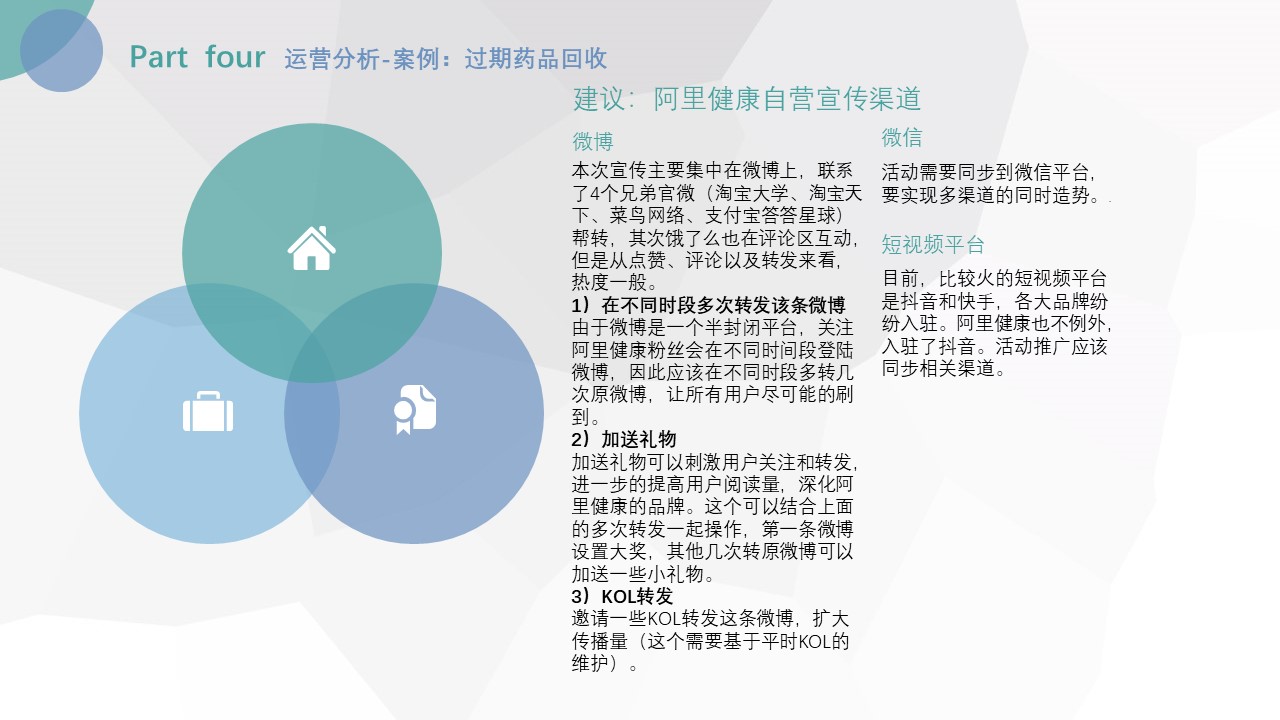 Part four 运营分析-案例：过期药品回收
建议：阿里健康自营宣传渠道
微博
本次宣传主要集中在微博上，联系
了4个兄弟官微（淘宝大学、淘宝天
下、菜鸟网络、支付宝答答星球）
帮转，其次饿了么也在评论区互动，
但是从点赞、评论以及转发来看，
热度一般。
1）在不同时段多次转发该条微博
由于微博是一个半封闭平台，关注
阿里健康粉丝会在不同时间段登陆
微博，因此应该在不同时段多转几
次原微博，让所有用户尽可能的刷
到。
2）加送礼物
加送礼物可以刺激用户关注和转发，
进一步的提高用户阅读量，深化阿
里健康的品牌。这个可以结合上面
的多次转发一起操作，第一条微博
设置大奖，其他几次转原微博可以
加送一些小礼物。
3）KOL转发
邀请一些KOL转发这条微博，扩大
传播量（这个需要基于平时KOL的
维护）。
微信
活动需要同步到微信平台，
要实现多渠道的同时造势。.
短视频平台
目前，比较火的短视频平台
是抖音和快手，各大品牌纷
纷入驻。阿里健康也不例外，
入驻了抖音。活动推广应该
同步相关渠道。